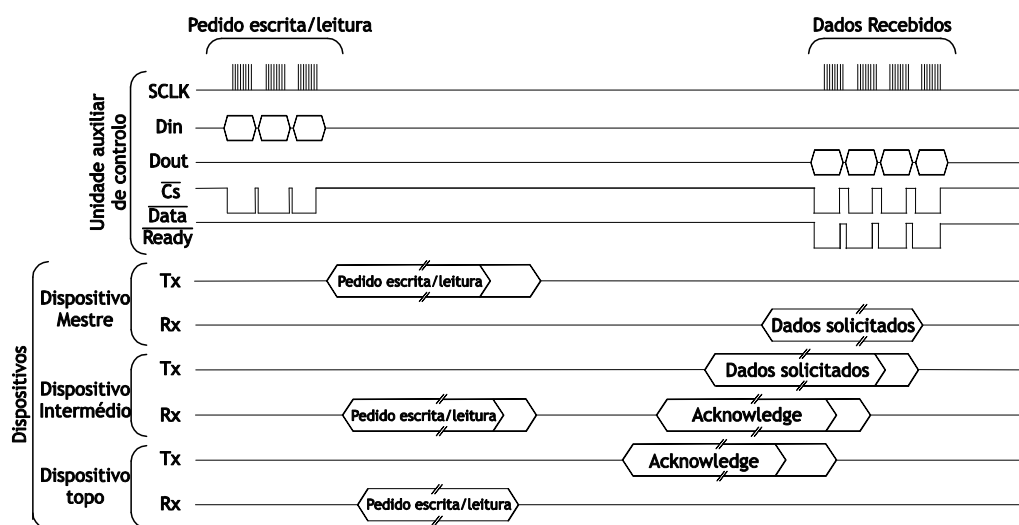 Pedido escrita/leitura
Dados Recebidos
Unidade auxiliar
de controlo
SCLK
Din
Dout
Cs
Data
Ready
Dispositivos
Dispositivo
Mestre
Tx
Pedido escrita/leitura
Rx
Dados solicitados
Dispositivo
Intermédio
Tx
Dados solicitados
Rx
Pedido escrita/leitura
Acknowledge
Dispositivo
topo
Tx
Acknowledge
Rx
Pedido escrita/leitura